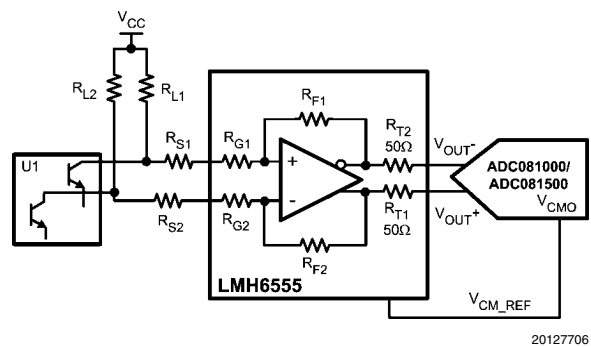 V_CC
R_L2
R_L1
R_F1
R_S1
R_G1
R_T2
50Ω
V_OUT-
U1
+
-
ADC081000/
ADC081500
V_CMO
R_S2
R_G2
R_T1
50Ω
V_OUT+
R_F2
LMH6555
V_CM_REF
20127706